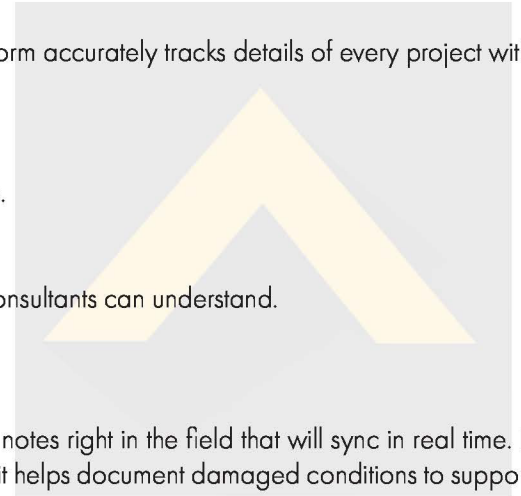 orm accurately tracks details of every project wit
.
onsultants can understand.
notes right in the field that will sync in real time.
it helps document damaged conditions to suppo